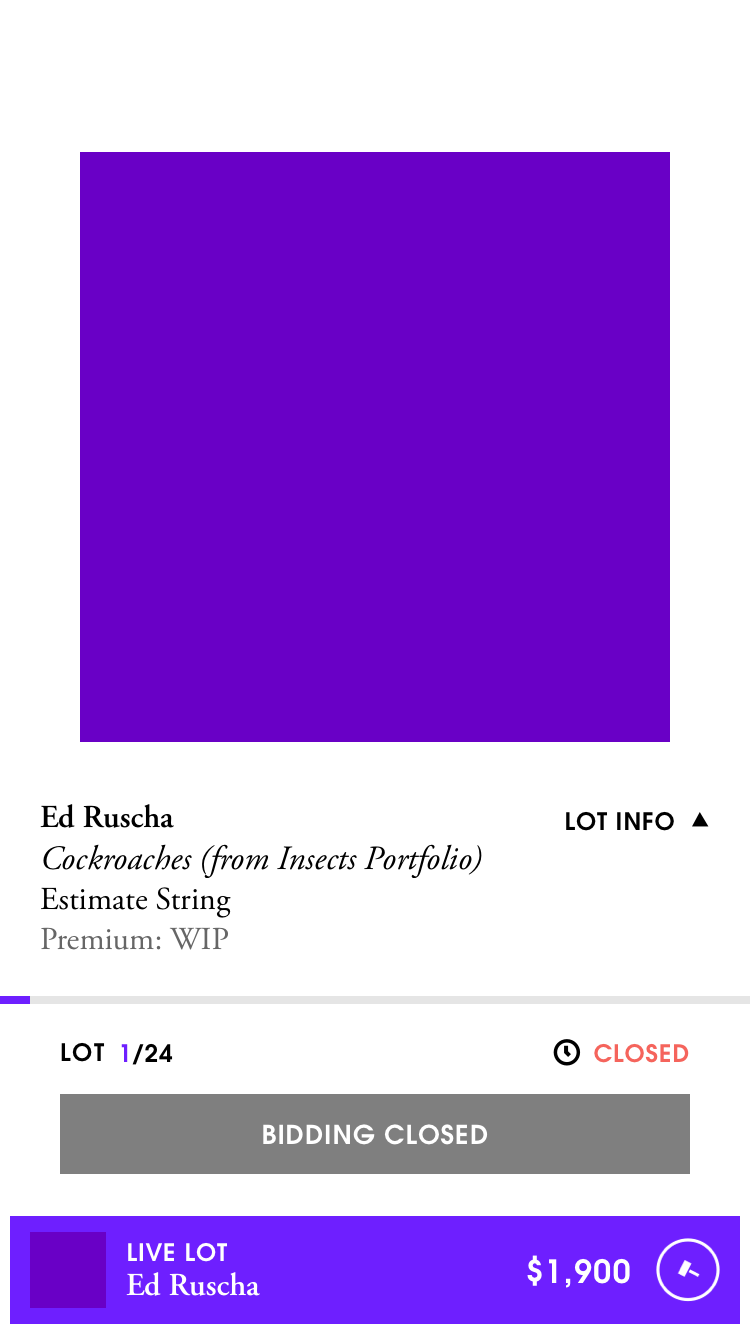 Ed Ruscha
LOT INFO ▲
Cockroaches (from Insects Portfolio)
Estimate String
Premium: WIP
LOT 1/24
CLOSED
BIDDING CLOSED
LIVE LOT
Ed Ruscha
$1,900